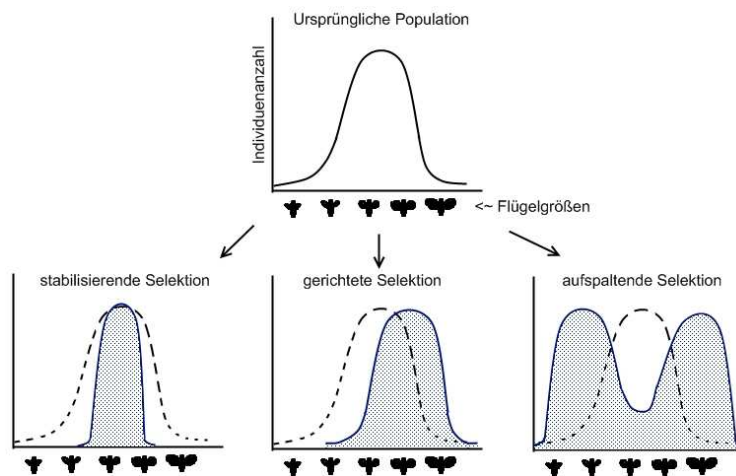 Ursprüngliche Population
Individuenanzahl
<~ Flügelgrößen
stabilisierende Selektion
gerichtete Selektion
aufspaltende Selektion